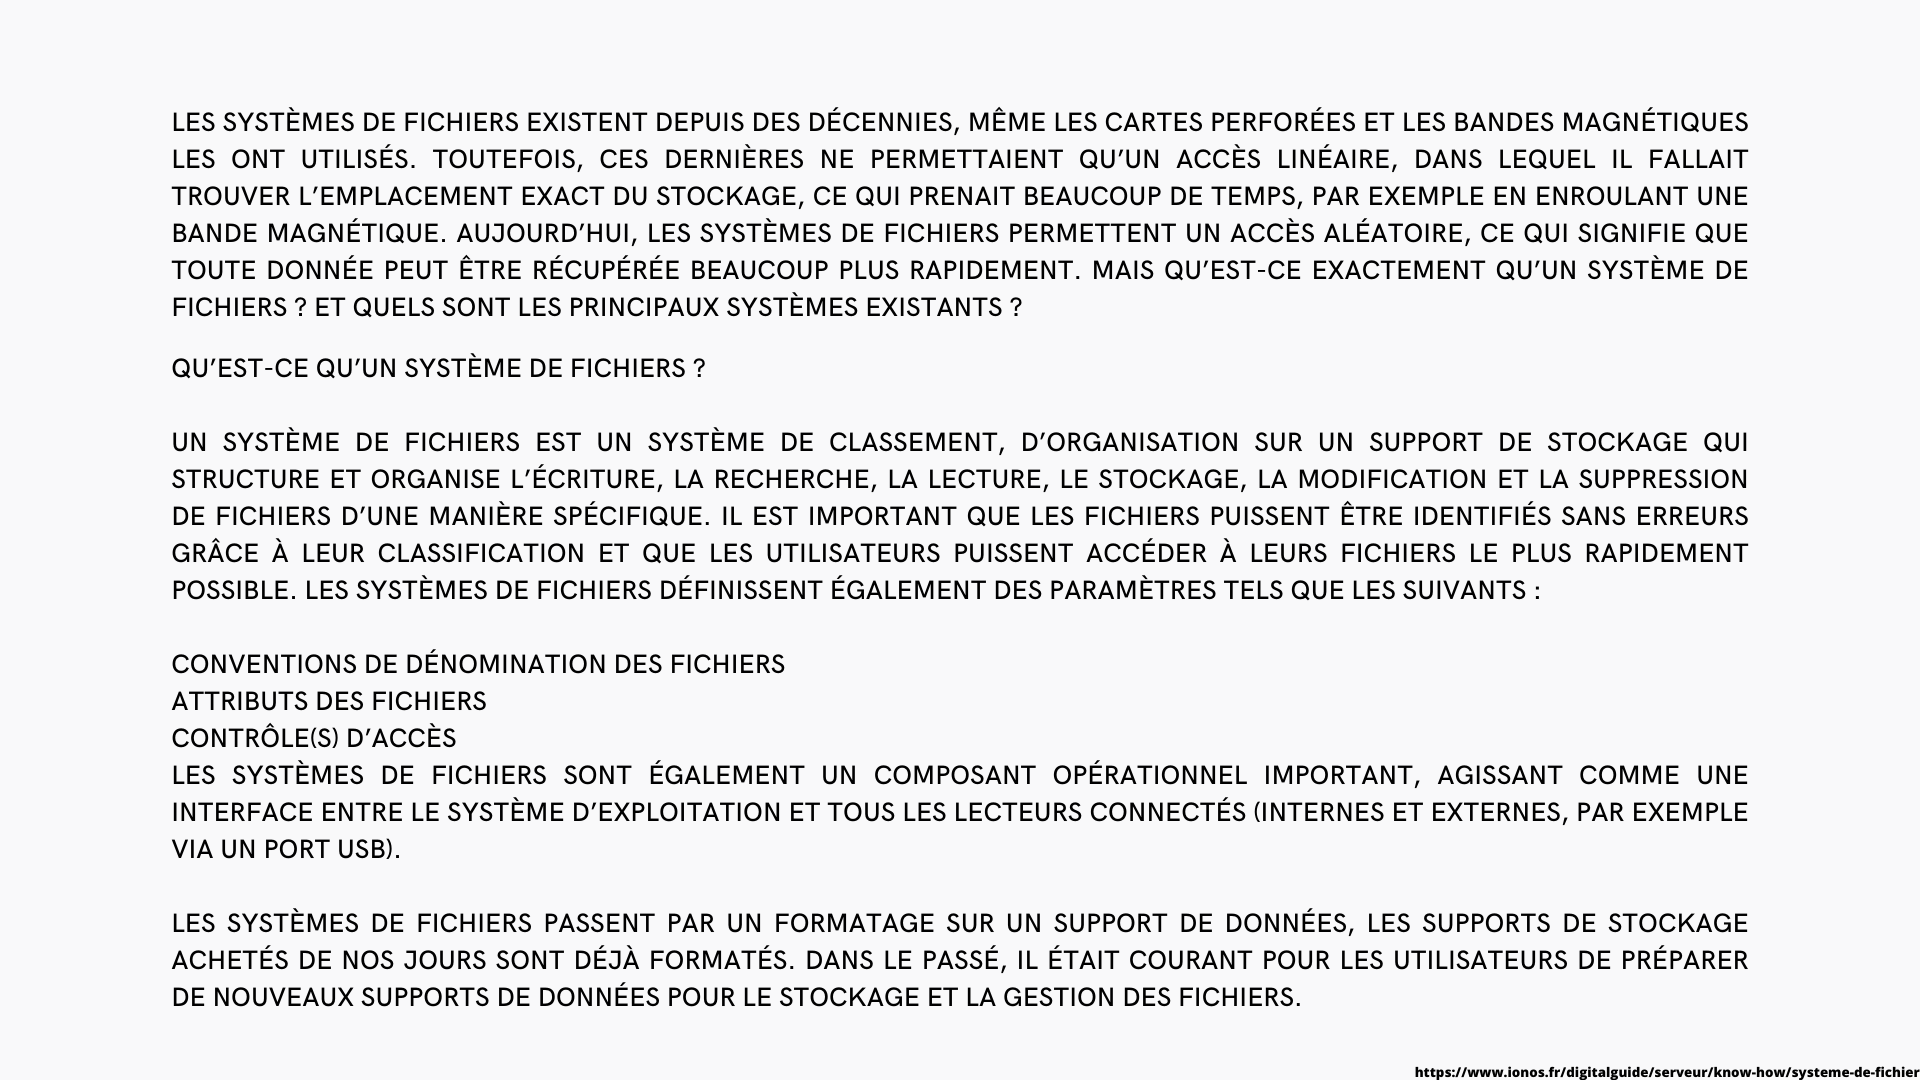 LES SYSTÈMES DE FICHIERS EXISTENT DEPUIS DES DÉCENNIES, MÊME LES CARTES PERFORÉES ET LES BANDES MAGNÉTIQUES
LES ONT UTILISÉS. TOUTEFOIS, CES DERNIÈRES NE PERMETTAIENT QU’UN ACCÈS LINÉAIRE, DANS LEQUEL IL FALLAIT
TROUVER L’EMPLACEMENT EXACT DU STOCKAGE, CE QUI PRENAIT BEAUCOUP DE TEMPS, PAR EXEMPLE EN ENROULANT UNE
BANDE MAGNÉTIQUE. AUJOURD’HUI, LES SYSTÈMES DE FICHIERS PERMETTENT UN ACCÈS ALÉATOIRE, CE QUI SIGNIFIE QUE
TOUTE DONNÉE PEUT ÊTRE RÉCUPÉRÉE BEAUCOUP PLUS RAPIDEMENT. MAIS QU’EST-CE EXACTEMENT QU’UN SYSTÈME DE
FICHIERS ? ET QUELS SONT LES PRINCIPAUX SYSTÈMES EXISTANTS ?
QU’EST-CE QU’UN SYSTÈME DE FICHIERS ?
UN SYSTÈME DE FICHIERS EST UN SYSTÈME DE CLASSEMENT, D’ORGANISATION SUR UN SUPPORT DE STOCKAGE QUI
STRUCTURE ET ORGANISE L’ÉCRITURE, LA RECHERCHE, LA LECTURE, LE STOCKAGE, LA MODIFICATION ET LA SUPPRESSION
DE FICHIERS D’UNE MANIÈRE SPÉCIFIQUE. IL EST IMPORTANT QUE LES FICHIERS PUISSENT ÊTRE IDENTIFIÉS SANS ERREURS
GRÂCE À LEUR CLASSIFICATION ET QUE LES UTILISATEURS PUISSENT ACCÉDER À LEURS FICHIERS LE PLUS RAPIDEMENT
POSSIBLE. LES SYSTÈMES DE FICHIERS DÉFINISSENT ÉGALEMENT DES PARAMÈTRES TELS QUE LES SUIVANTS :
CONVENTIONS DE DÉNOMINATION DES FICHIERS
ATTRIBUTS DES FICHIERS
CONTRÔLE(S) D’ACCÈS
LES SYSTÈMES DE FICHIERS SONT ÉGALEMENT UN COMPOSANT OPÉRATIONNEL IMPORTANT, AGISSANT COMME UNE
INTERFACE ENTRE LE SYSTÈME D’EXPLOITATION ET TOUS LES LECTEURS CONNECTÉS (INTERNES ET EXTERNES, PAR EXEMPLE
VIA UN PORT USB).
LES SYSTÈMES DE FICHIERS PASSENT PAR UN FORMATAGE SUR UN SUPPORT DE DONNÉES, LES SUPPORTS DE STOCKAGE
ACHETÉS DE NOS JOURS SONT DÉJÀ FORMATÉS. DANS LE PASSÉ, IL ÉTAIT COURANT POUR LES UTILISATEURS DE PRÉPARER
DE NOUVEAUX SUPPORTS DE DONNÉES POUR LE STOCKAGE ET LA GESTION DES FICHIERS.
https://www.ionos.fr/digitalguide/serveur/know-how/systeme-de-fichier